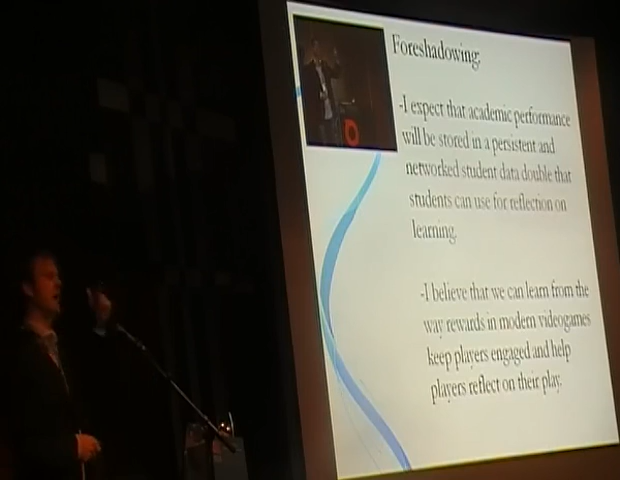 Foreshadowing:
-I expect that academic performance
will be stored in a persistent and
networked student data double that
students can use for reflection on
learning.
-I believe that we can learn from the
way rewards in modern videogames
keep players engaged and help
players reflect on their play.